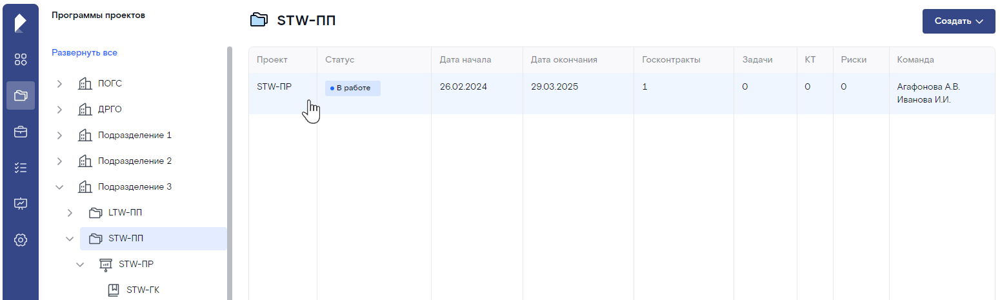 Программы проектов
Развернуть все
ПОГС
ДРГО
Подразделение 1
Подразделение 2
Подразделение 3
LTW-ПП
STW-ПП
STW-ПР
STW-ГК
STW-ПП
Создать
Проект Статус Дата начала Дата окончания Госконтракты Задачи КТ Риски Команда
STW-ПР В работе 26.02.2024 29.03.2025 1 0 0 0 Агафонова А.В.
Иванова И.И.